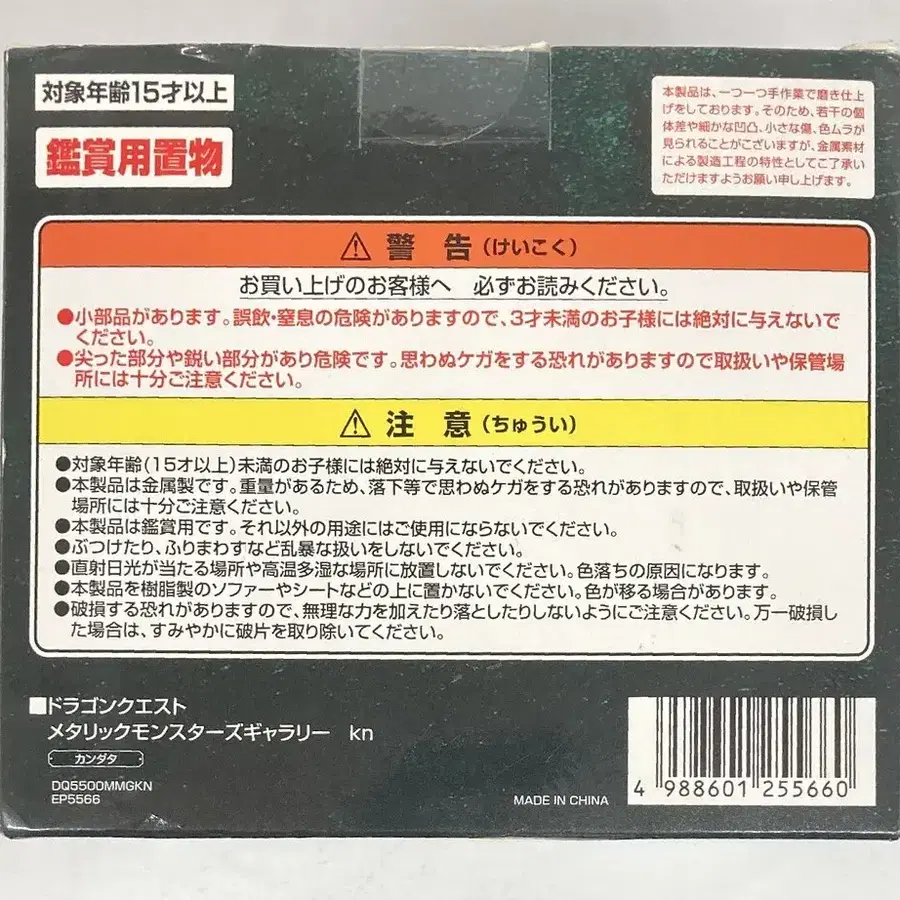 対象年齢15才以上
鑑賞用置物
本製品は、一つ一つ手作業で磨き仕上
げをしております。そのため、若干の個
体差や細かな凹凸、小さな傷、色ムラが
見られることがございますが、金属素材
による製造工程の特性としてご了承い
ただけますようお願い申し上げます。
⚠ 警 告 (けいこく)
お買い上げのお客様へ 必ずお読みください。
●小部品があります。誤飲・窒息の危険がありますので、3才未満のお子様には絶対に与えないで
ください。
●尖った部分や鋭い部分があり危険です。思わぬケガをする恐れがありますので取扱いや保管場
所には十分ご注意ください。
⚠ 注 意 (ちゅうい)
●対象年齢(15才以上)未満のお子様には絶対に与えないでください。
●本製品は金属製です。重量があるため、落下等で思わぬケガをする恐れがありますので、取扱いや保管
場所には十分ご注意ください。
●本製品は鑑賞用です。それ以外の用途にはご使用にならないでください。
●ぶつけたり、ふりまわすなど乱暴な扱いをしないでください。
●直射日光が当たる場所や高温多湿な場所に放置しないでください。色落ちの原因になります。
●本製品を樹脂製のソファーやシートなどの上に置かないでください。色が移る場合があります。
●破損する恐れがありますので、無理な力を加えたり落としたりしないようにご注意ください。万一破損し
た場合は、すみやかに破片を取り除いてください。
■ドラゴンクエスト
メタリックモンスターズギャラリー kn
カンダタ
DQ5500MMGKN
EP5566
MADE IN CHINA
4 988601 255660